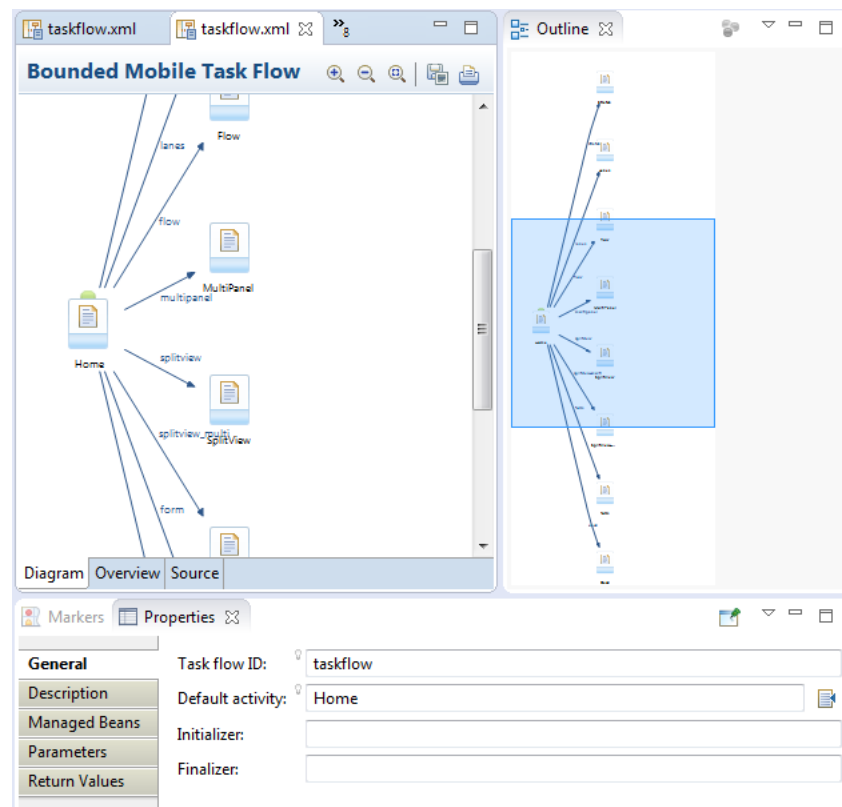 taskflow.xml
taskflow.xml
»8
Outline
Bounded Mobile Task Flow
Flow
lanes
flow
MultiPanel
multipanel
Home
splitview
splitview_multi
SplitView
form
Diagram Overview Source
Markers Properties
General
Task flow ID: taskflow
Description
Default activity: Home
Managed Beans
Initializer:
Parameters
Finalizer:
Return Values